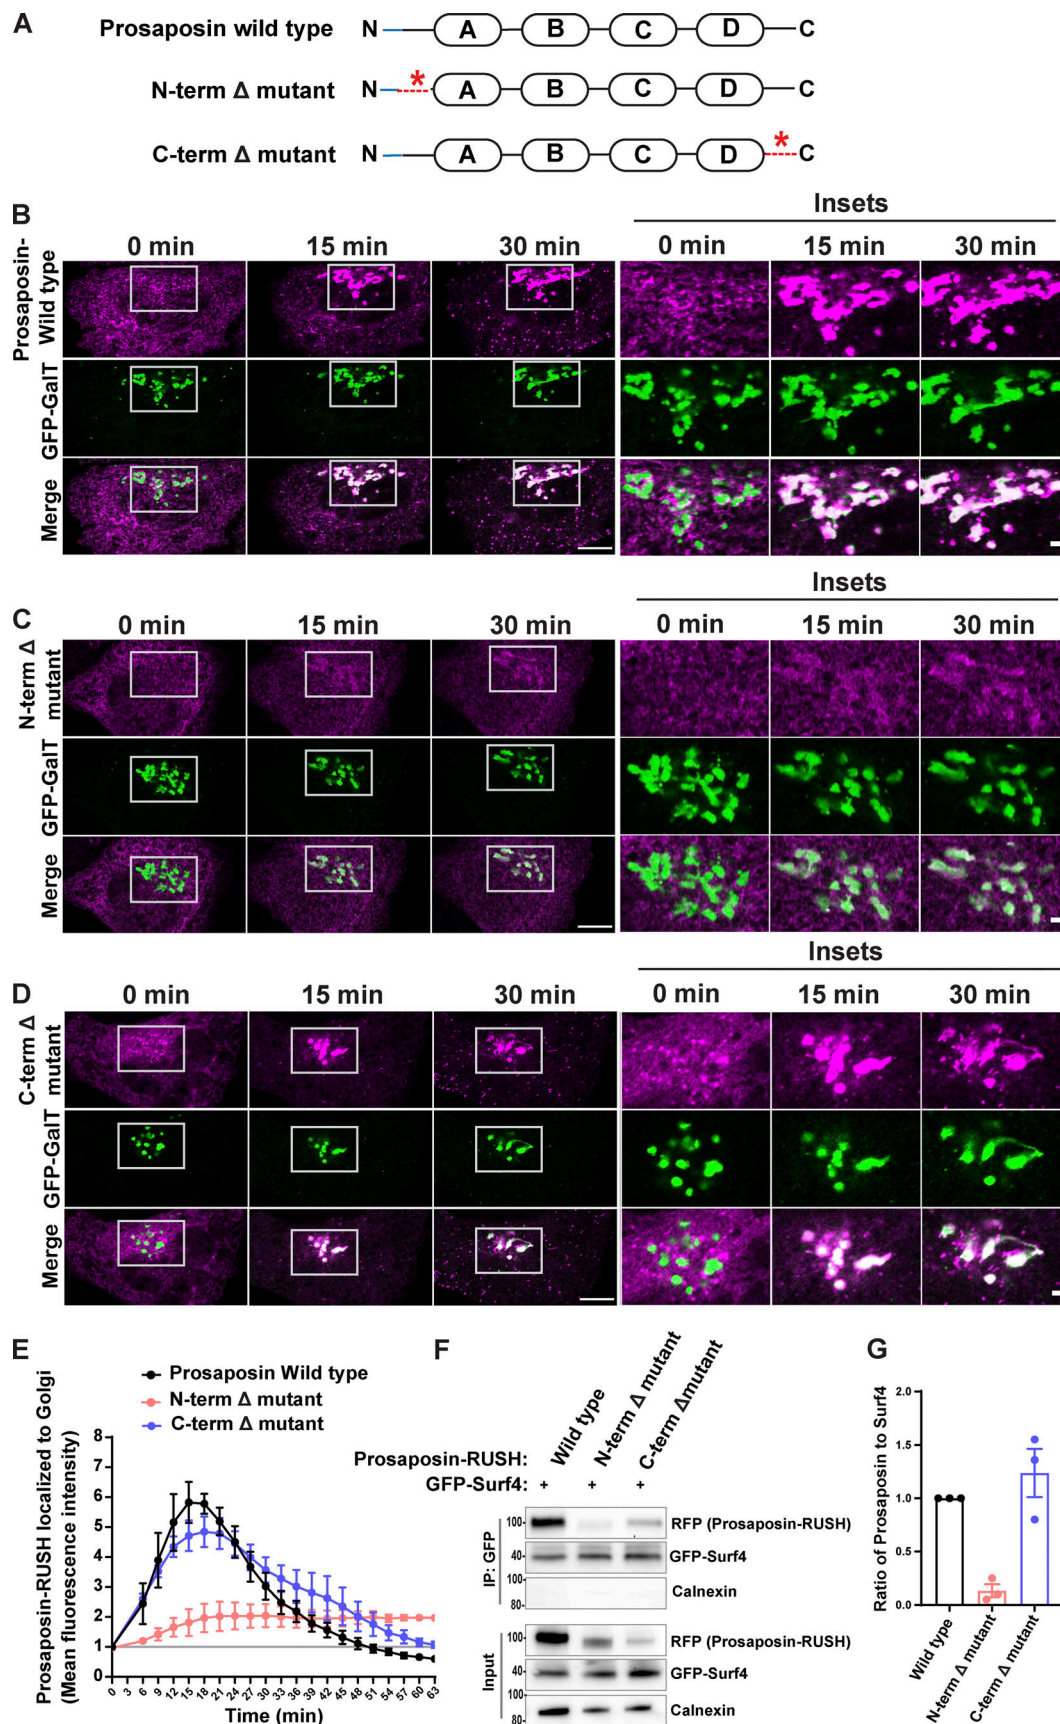 A
Prosaposin wild type N A B C D C
N-term Δ mutant N * A B C D C
C-term Δ mutant N A B C D * C
B
Insets
0 min 15 min 30 min 0 min 15 min 30 min
Prosaposin-
Wild type
GFP-GalT
Merge
C
Insets
0 min 15 min 30 min 0 min 15 min 30 min
N-term Δ
mutant
GFP-GalT
Merge
D
Insets
0 min 15 min 30 min 0 min 15 min 30 min
C-term Δ
mutant
GFP-GalT
Merge
E
Prosaposin Wild type
N-term Δ mutant
C-term Δ mutant
Prosaposin-RUSH localized to Golgi
(Mean fluorescence intensity)
8
7
6
5
4
3
2
1
0
0 3 6 9 12 15 18 21 24 27 30 33 36 39 42 45 48 51 54 57 60 63
Time (min)
F
Wild type
N-term Δ mutant
C-term Δmutant
Prosaposin-RUSH:
GFP-Surf4: + + +
IP: GFP
100 RFP (Prosaposin-RUSH)
40 GFP-Surf4
100
80
Calnexin
Input
100 RFP (Prosaposin-RUSH)
40 GFP-Surf4
100
80
Calnexin
G
Ratio of Prosaposin to Surf4
2.0
1.5
1.0
0.5
0.0
Wild type
N-term Δ mutant
C-term Δ mutant